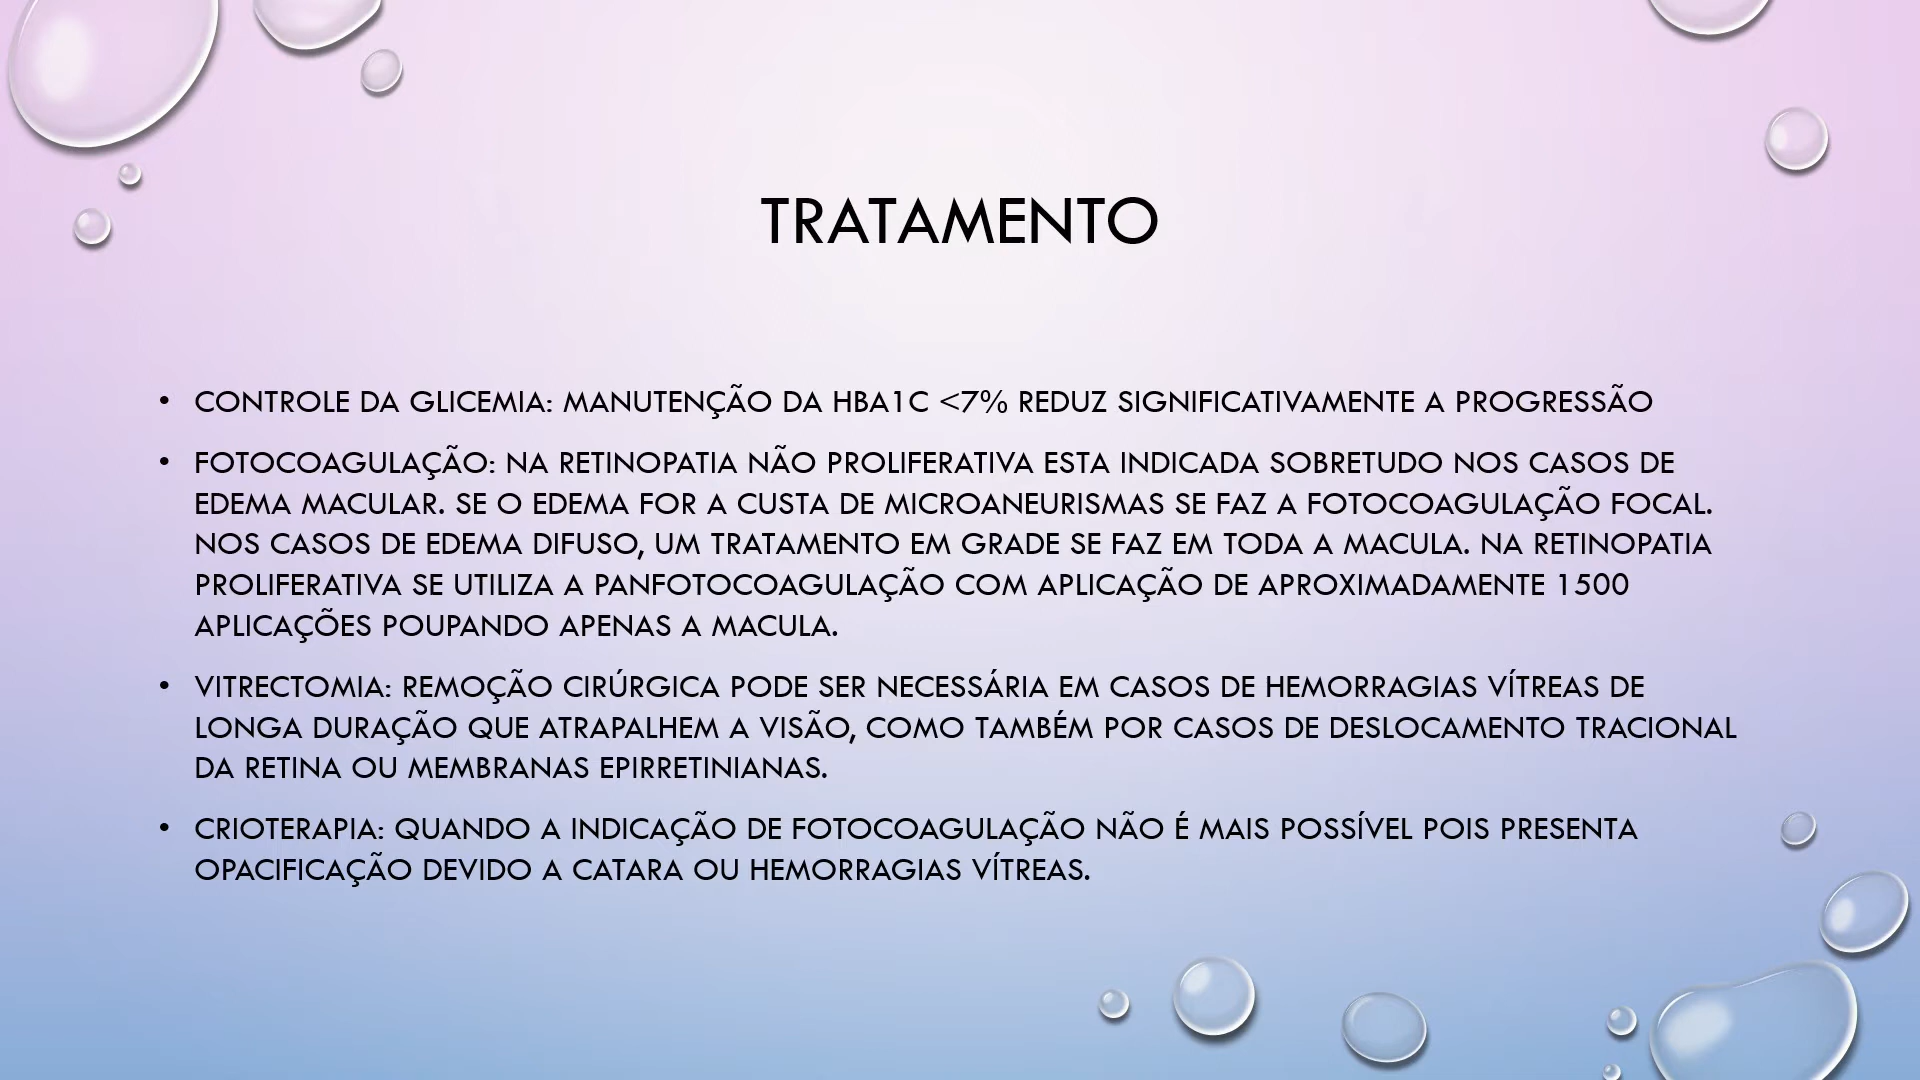 TRATAMENTO
• CONTROLE DA GLICEMIA: MANUTENÇÃO DA HBA1C <7% REDUZ SIGNIFICATIVAMENTE A PROGRESSÃO
• FOTOCOAGULAÇÃO: NA RETINOPATIA NÃO PROLIFERATIVA ESTA INDICADA SOBRETUDO NOS CASOS DE
EDEMA MACULAR. SE O EDEMA FOR A CUSTA DE MICROANEURISMAS SE FAZ A FOTOCOAGULAÇÃO FOCAL.
NOS CASOS DE EDEMA DIFUSO, UM TRATAMENTO EM GRADE SE FAZ EM TODA A MACULA. NA RETINOPATIA
PROLIFERATIVA SE UTILIZA A PANFOTOCOAGULAÇÃO COM APLICAÇÃO DE APROXIMADAMENTE 1500
APLICAÇÕES POUPANDO APENAS A MACULA.
• VITRECTOMIA: REMOÇÃO CIRÚRGICA PODE SER NECESSÁRIA EM CASOS DE HEMORRAGIAS VÍTREAS DE
LONGA DURAÇÃO QUE ATRAPALHEM A VISÃO, COMO TAMBÉM POR CASOS DE DESLOCAMENTO TRACIONAL
DA RETINA OU MEMBRANAS EPIRRETINIANAS.
• CRIOTERAPIA: QUANDO A INDICAÇÃO DE FOTOCOAGULAÇÃO NÃO É MAIS POSSÍVEL POIS PRESENTA
OPACIFICAÇÃO DEVIDO A CATARA OU HEMORRAGIAS VÍTREAS.